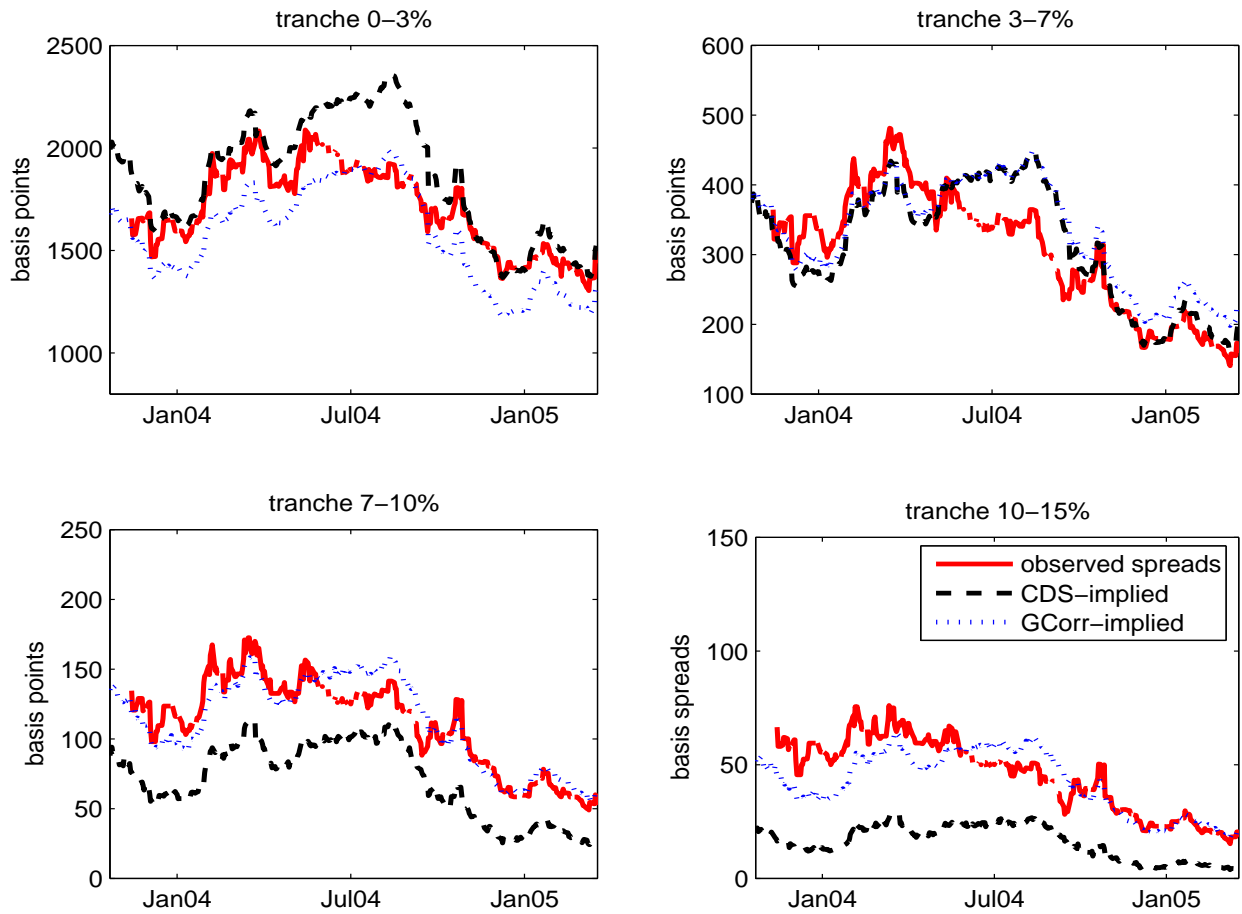 tranche 0−3%
2500
2000
1500
1000
basis points
Jan04 Jul04 Jan05
tranche 3−7%
600
500
400
300
200
100
basis points
Jan04 Jul04 Jan05
tranche 7−10%
250
200
150
100
50
0
basis points
Jan04 Jul04 Jan05
tranche 10−15%
150
100
50
0
basis spreads
observed spreads
CDS−implied
GCorr−implied
Jan04 Jul04 Jan05